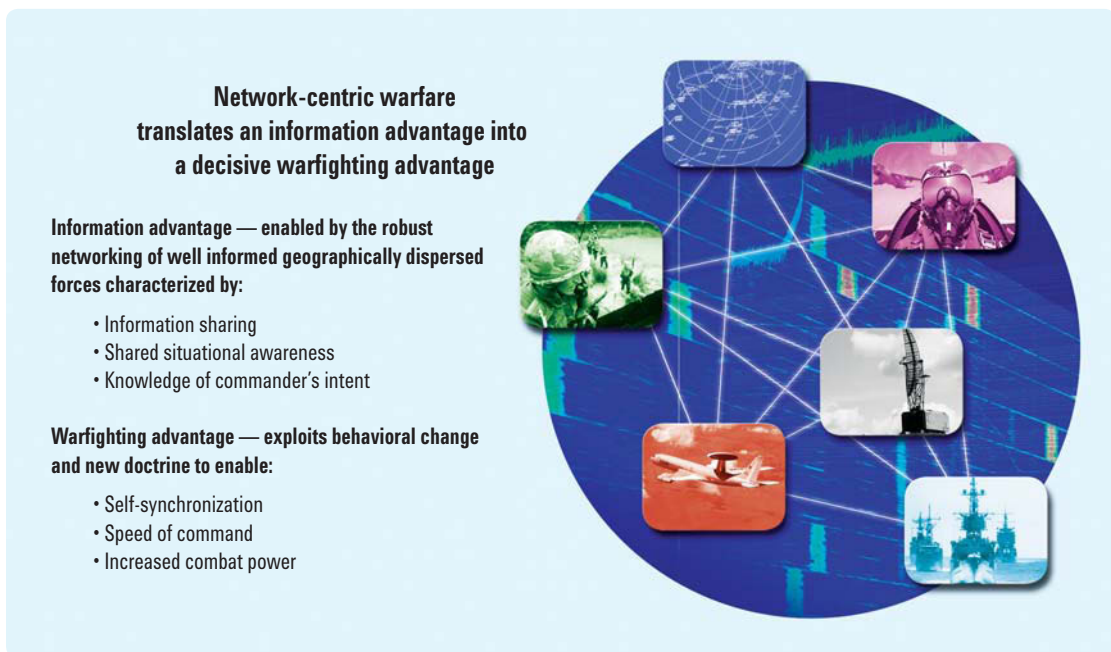 Network-centric warfare
translates an information advantage into
a decisive warfighting advantage
Information advantage — enabled by the robust
networking of well informed geographically dispersed
forces characterized by:
• Information sharing
• Shared situational awareness
• Knowledge of commander's intent
Warfighting advantage — exploits behavioral change
and new doctrine to enable:
• Self-synchronization
• Speed of command
• Increased combat power